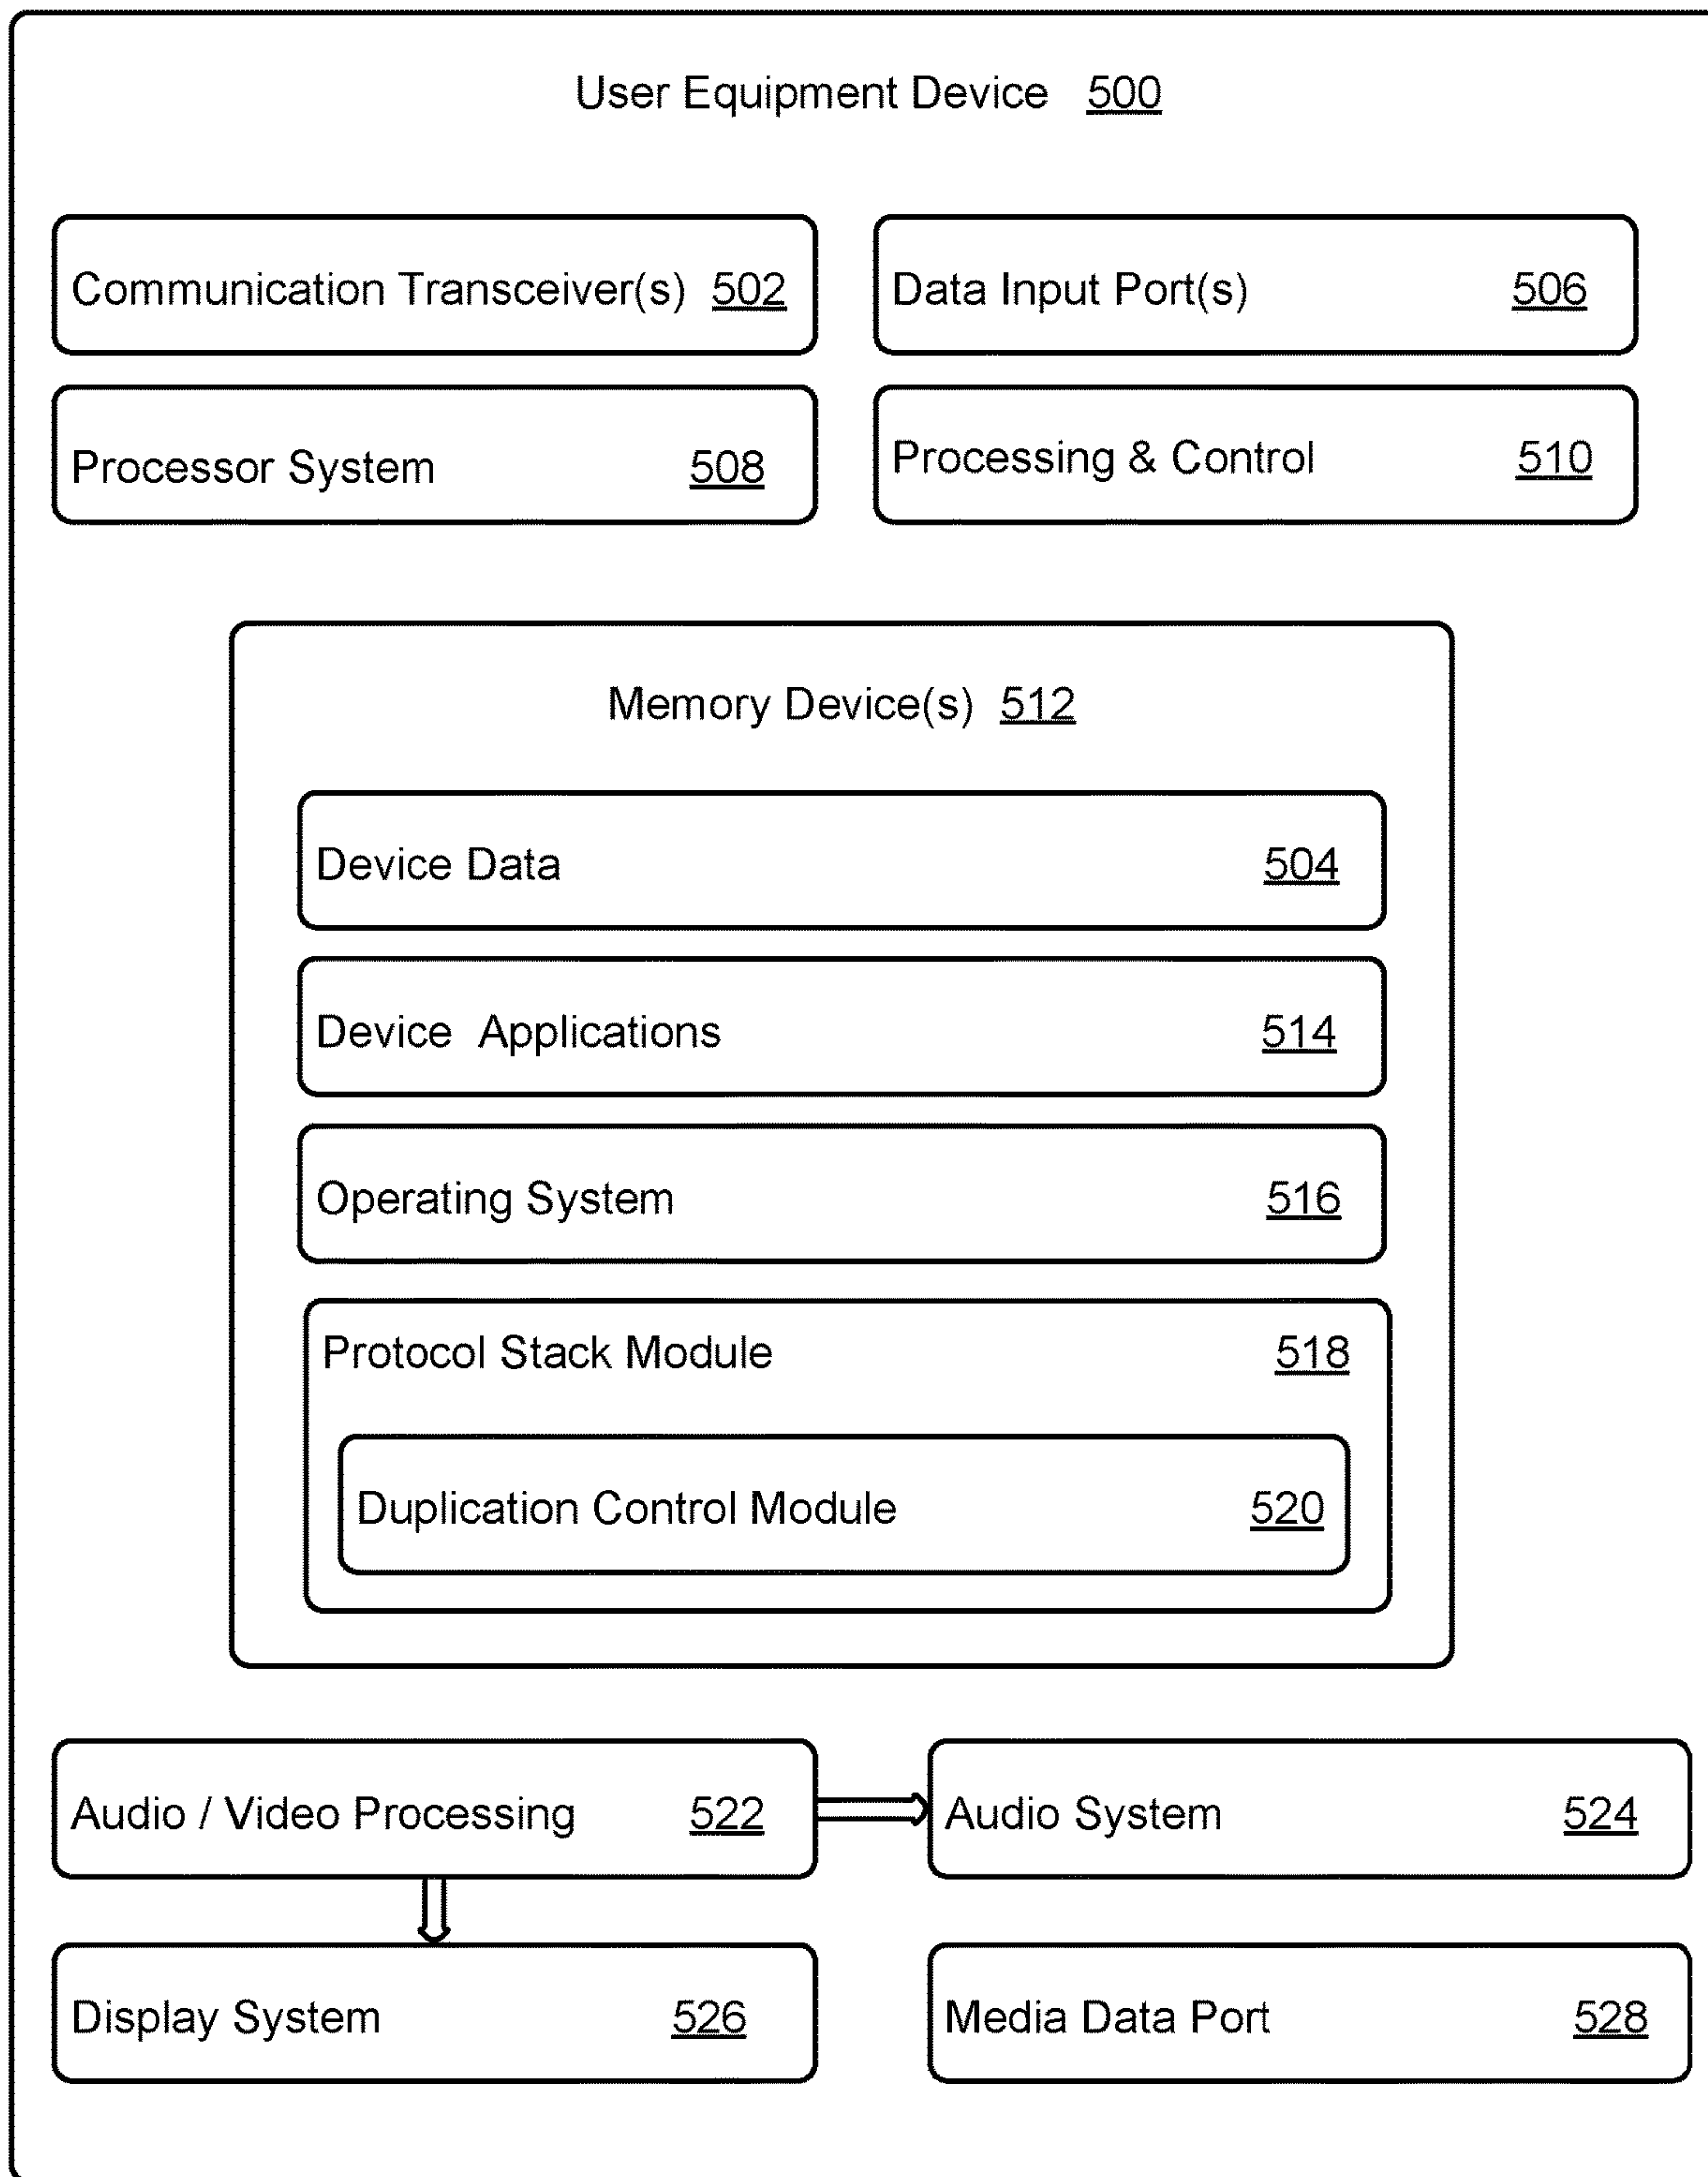 User Equipment Device 500
Communication Transceiver(s) 502
Data Input Port(s) 506
Processor System 508
Processing & Control 510
Memory Device(s) 512
Device Data 504
Device Applications 514
Operating System 516
Protocol Stack Module 518
Duplication Control Module 520
Audio / Video Processing 522
Audio System 524
Display System 526
Media Data Port 528